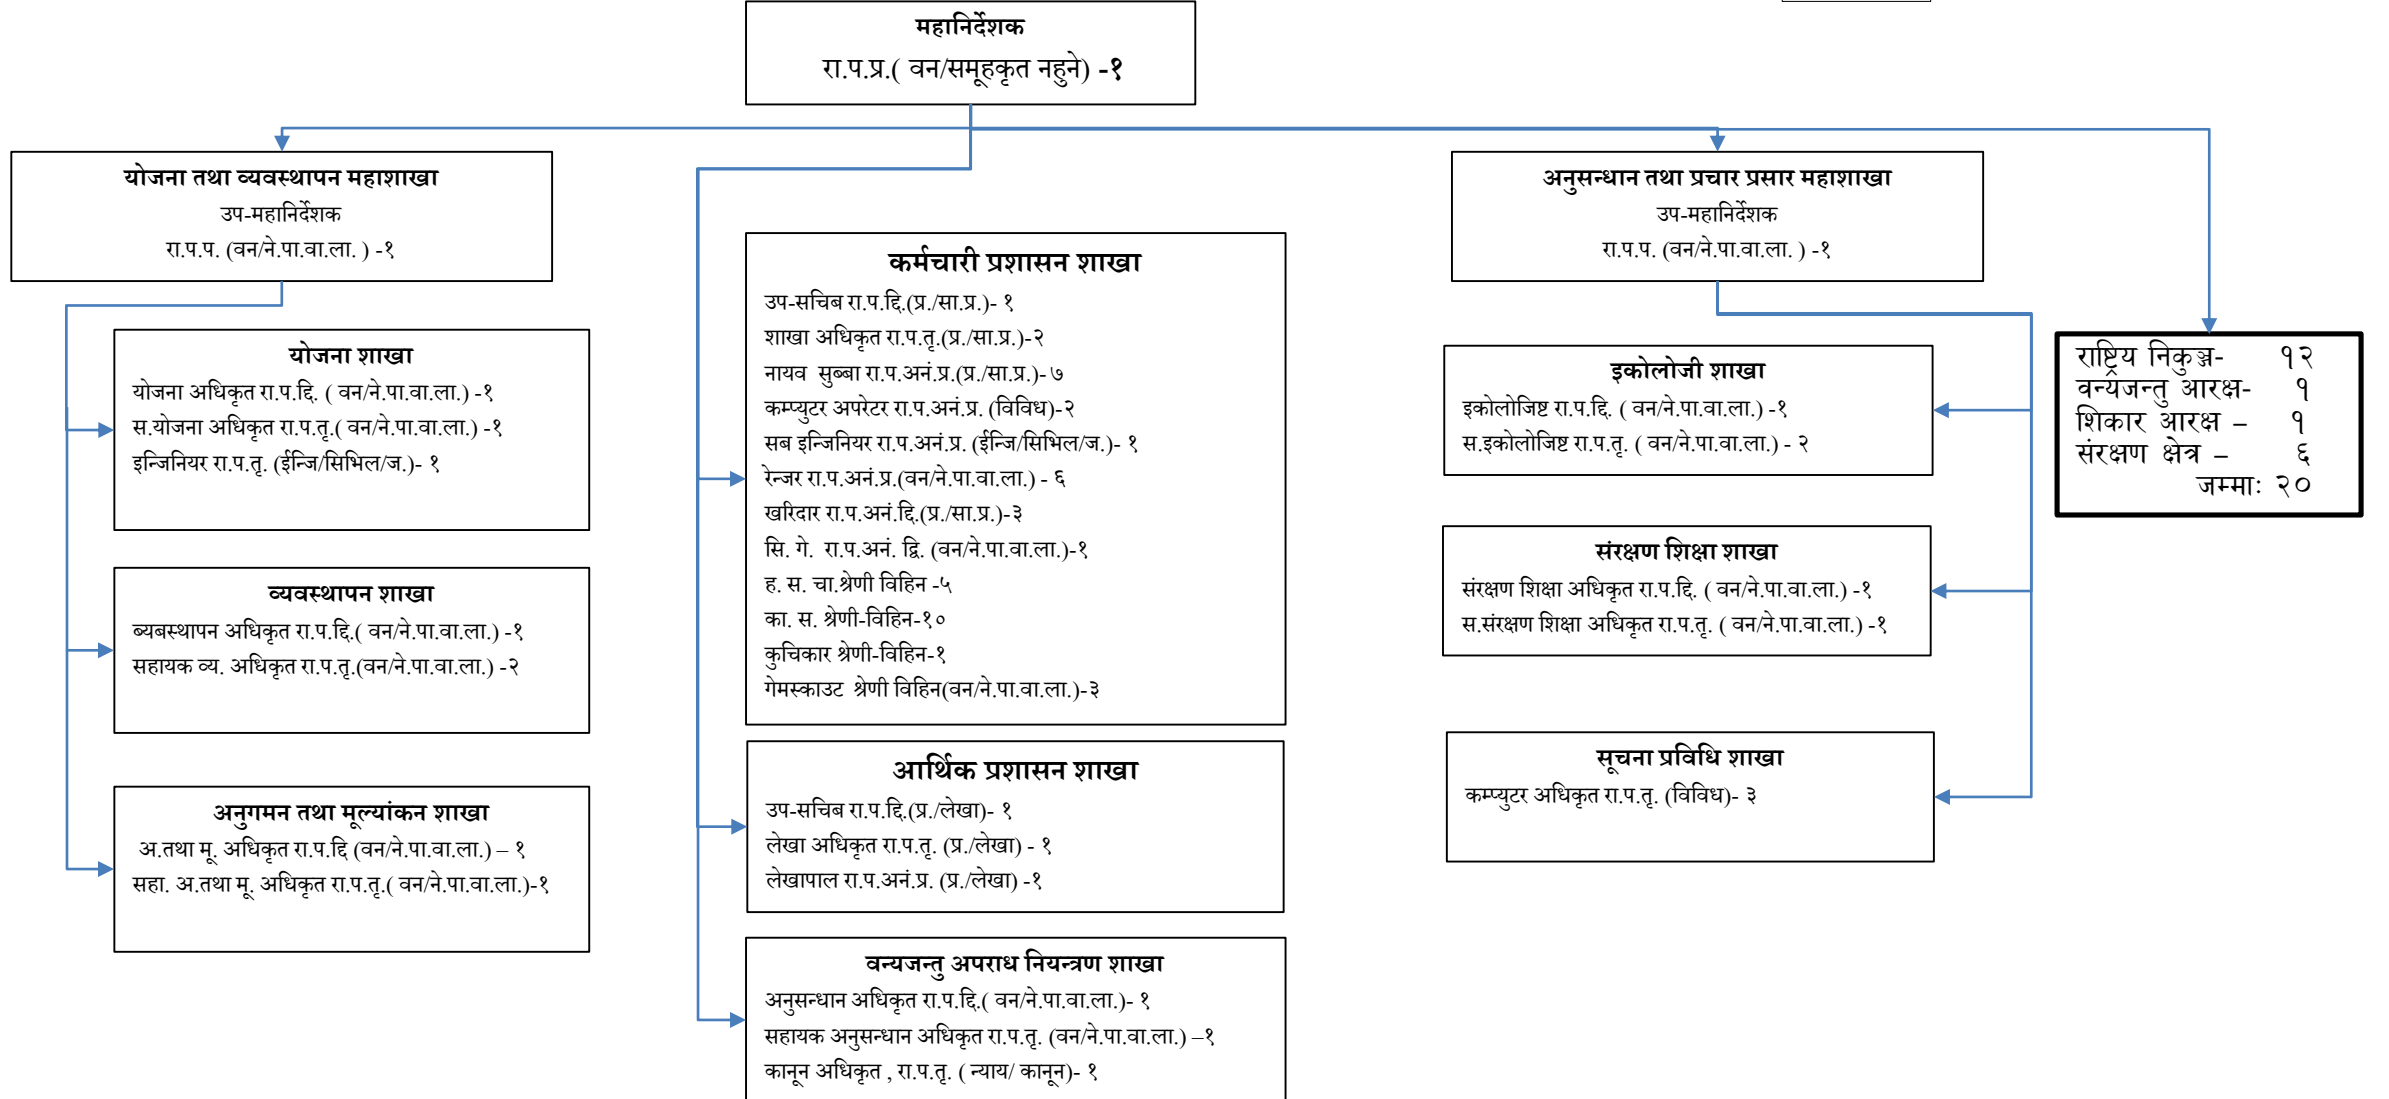 महानिर्देशक
रा.प.प्र.( वन/समूहकृत नहुने) -१
योजना तथा व्यवस्थापन महाशाखा
उप-महानिर्देशक
रा.प.प. (वन/ने.पा.वा.ला. ) -१
योजना शाखा
योजना अधिकृत रा.प.द्दि. ( वन/ने.पा.वा.ला.) -१
स.योजना अधिकृत रा.प.तृ.( वन/ने.पा.वा.ला.) -१
इन्जिनियर रा.प.तृ. (ईन्जि/सिभिल/ज.)- १
व्यवस्थापन शाखा
ब्यबस्थापन अधिकृत रा.प.द्दि.( वन/ने.पा.वा.ला.) -१
सहायक व्य. अधिकृत रा.प.तृ.(वन/ने.पा.वा.ला.) -२
अनुगमन तथा मूल्यांकन शाखा
अ.तथा मू. अधिकृत रा.प.द्दि (वन/ने.पा.वा.ला.) – १
सहा. अ.तथा मू. अधिकृत रा.प.तृ.( वन/ने.पा.वा.ला.)-१
कर्मचारी प्रशासन शाखा
उप-सचिब रा.प.द्दि.(प्र./सा.प्र.)- १
शाखा अधिकृत रा.प.तृ.(प्र./सा.प्र.)-२
नायव सुब्बा रा.प.अनं.प्र.(प्र./सा.प्र.)- ७
कम्प्युटर अपरेटर रा.प.अनं.प्र. (विविध)-२
सब इन्जिनियर रा.प.अनं.प्र. (ईन्जि/सिभिल/ज.)- १
रेन्जर रा.प.अनं.प्र.(वन/ने.पा.वा.ला.) - ६
खरिदार रा.प.अनं.द्दि.(प्र./सा.प्र.)-३
सि. गे. रा.प.अनं. द्वि. (वन/ने.पा.वा.ला.)-१
ह. स. चा.श्रेणी विहिन -५
का. स. श्रेणी-विहिन-१०
कुचिकार श्रेणी-विहिन-१
गेमस्काउट श्रेणी विहिन(वन/ने.पा.वा.ला.)-३
आर्थिक प्रशासन शाखा
उप-सचिब रा.प.द्दि.(प्र./लेखा)- १
लेखा अधिकृत रा.प.तृ. (प्र./लेखा) - १
लेखापाल रा.प.अनं.प्र. (प्र./लेखा) -१
वन्यजन्तु अपराध नियन्त्रण शाखा
अनुसन्धान अधिकृत रा.प.द्दि.( वन/ने.पा.वा.ला.)- १
सहायक अनुसन्धान अधिकृत रा.प.तृ. (वन/ने.पा.वा.ला.) –१
कानून अधिकृत , रा.प.तृ. ( न्याय/ कानून)- १
अनुसन्धान तथा प्रचार प्रसार महाशाखा
उप-महानिर्देशक
रा.प.प. (वन/ने.पा.वा.ला. ) -१
इकोलोजी शाखा
इकोलोजिष्ट रा.प.द्दि. ( वन/ने.पा.वा.ला.) -१
स.इकोलोजिष्ट रा.प.तृ. ( वन/ने.पा.वा.ला.) - २
संरक्षण शिक्षा शाखा
संरक्षण शिक्षा अधिकृत रा.प.द्दि. ( वन/ने.पा.वा.ला.) -१
स.संरक्षण शिक्षा अधिकृत रा.प.तृ. ( वन/ने.पा.वा.ला.) -१
सूचना प्रविधि शाखा
कम्प्युटर अधिकृत रा.प.तृ. (विविध)- ३
राष्ट्रिय निकुञ्ज- १२
वन्यजन्तु आरक्ष- १
शिकार आरक्ष – १
संरक्षण क्षेत्र – ६
जम्माः २०